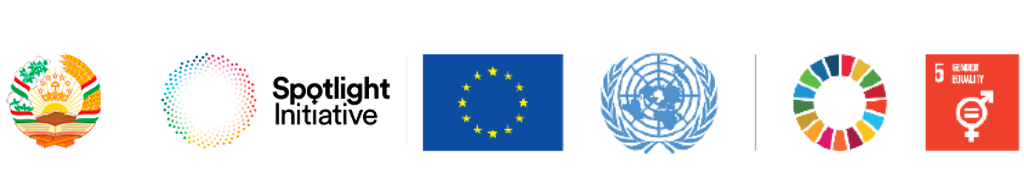 Spotlight
Initiative
5 GENDER
EQUALITY